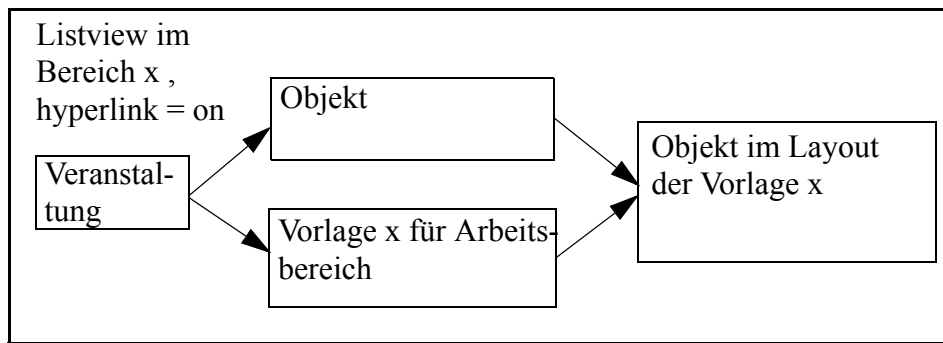 Listview im
Bereich x ,
hyperlink = on
Veranstal-
tung
Objekt
Vorlage x für Arbeits-
bereich
Objekt im Layout
der Vorlage x